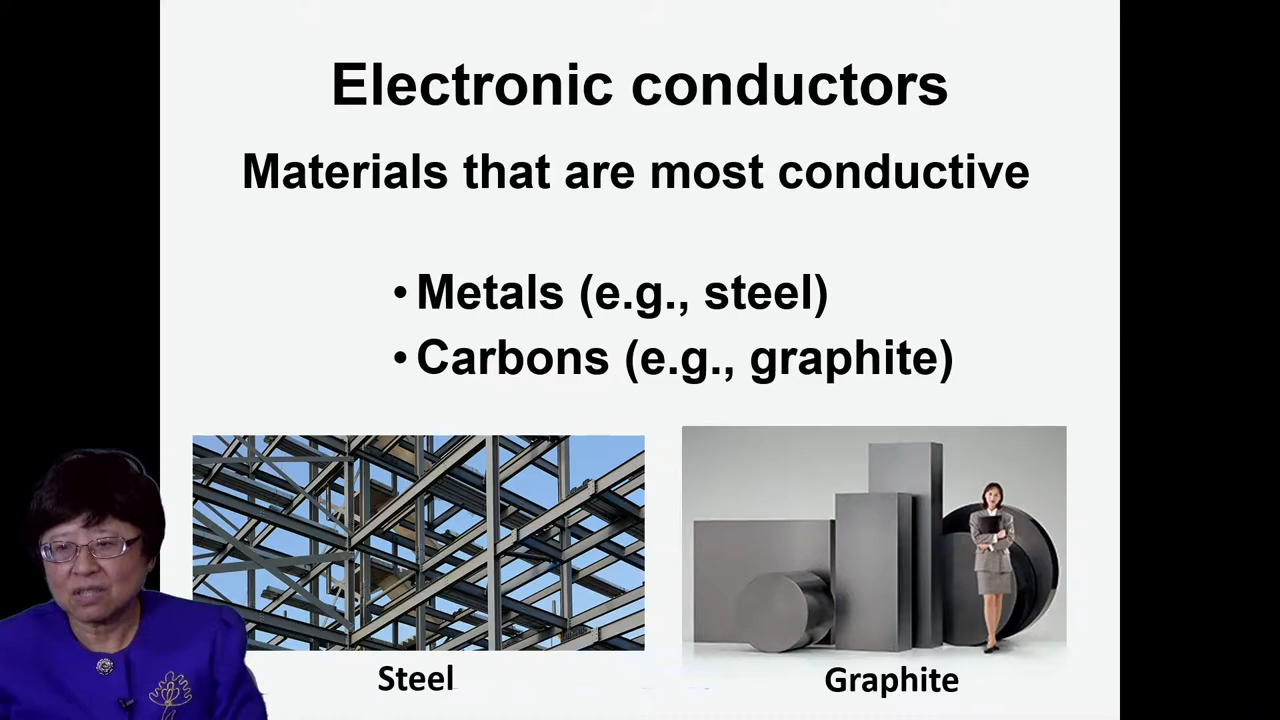 Electronic conductors
Materials that are most conductive
• Metals (e.g., steel)
• Carbons (e.g., graphite)
Steel
Graphite